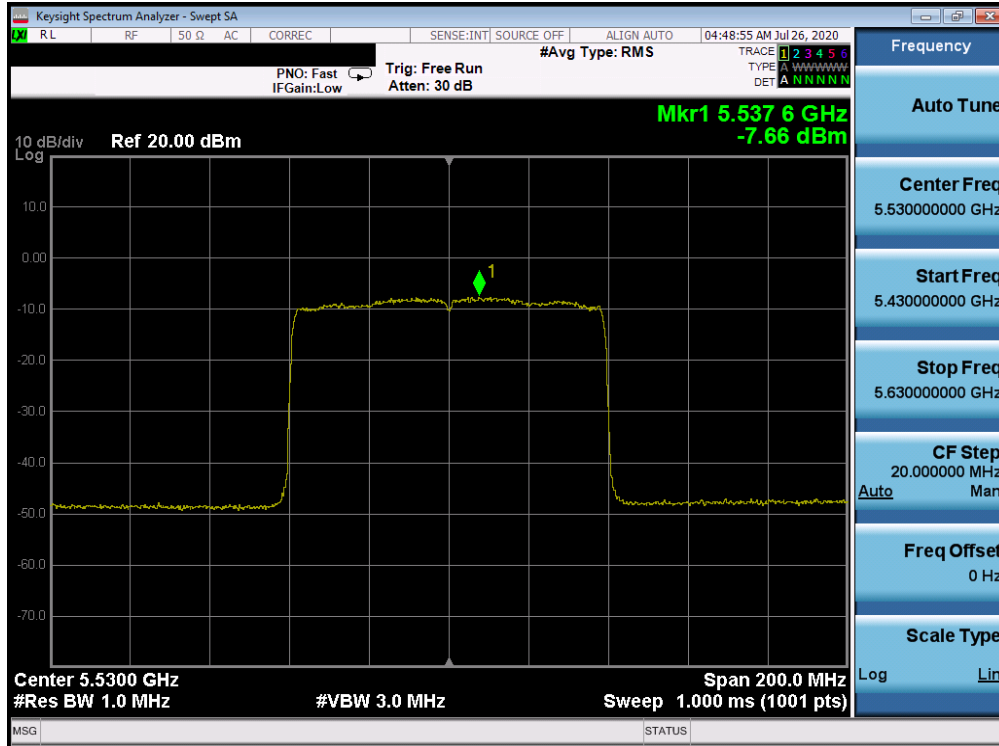 Keysight Spectrum Analyzer - Swept SA
LXI RL RF 50 Ω AC CORREC SENSE:INT SOURCE OFF ALIGN AUTO 04:48:55 AM Jul 26, 2020
PNO: Fast
IFGain:Low
Trig: Free Run
Atten: 30 dB
#Avg Type: RMS
TRACE 1 2 3 4 5 6
TYPE A WWWWW
DET A N N N N N
Mkr1 5.537 6 GHz
-7.66 dBm
10 dB/div Ref 20.00 dBm
Log
1
10.0
0.00
-10.0
-20.0
-30.0
-40.0
-50.0
-60.0
-70.0
Center 5.5300 GHz Span 200.0 MHz
#Res BW 1.0 MHz #VBW 3.0 MHz Sweep 1.000 ms (1001 pts)
MSG STATUS
Frequency
Auto Tune
Center Freq
5.530000000 GHz
Start Freq
5.430000000 GHz
Stop Freq
5.630000000 GHz
CF Step
20.000000 MHz
Auto Man
Freq Offset
0 Hz
Scale Type
Log Lin